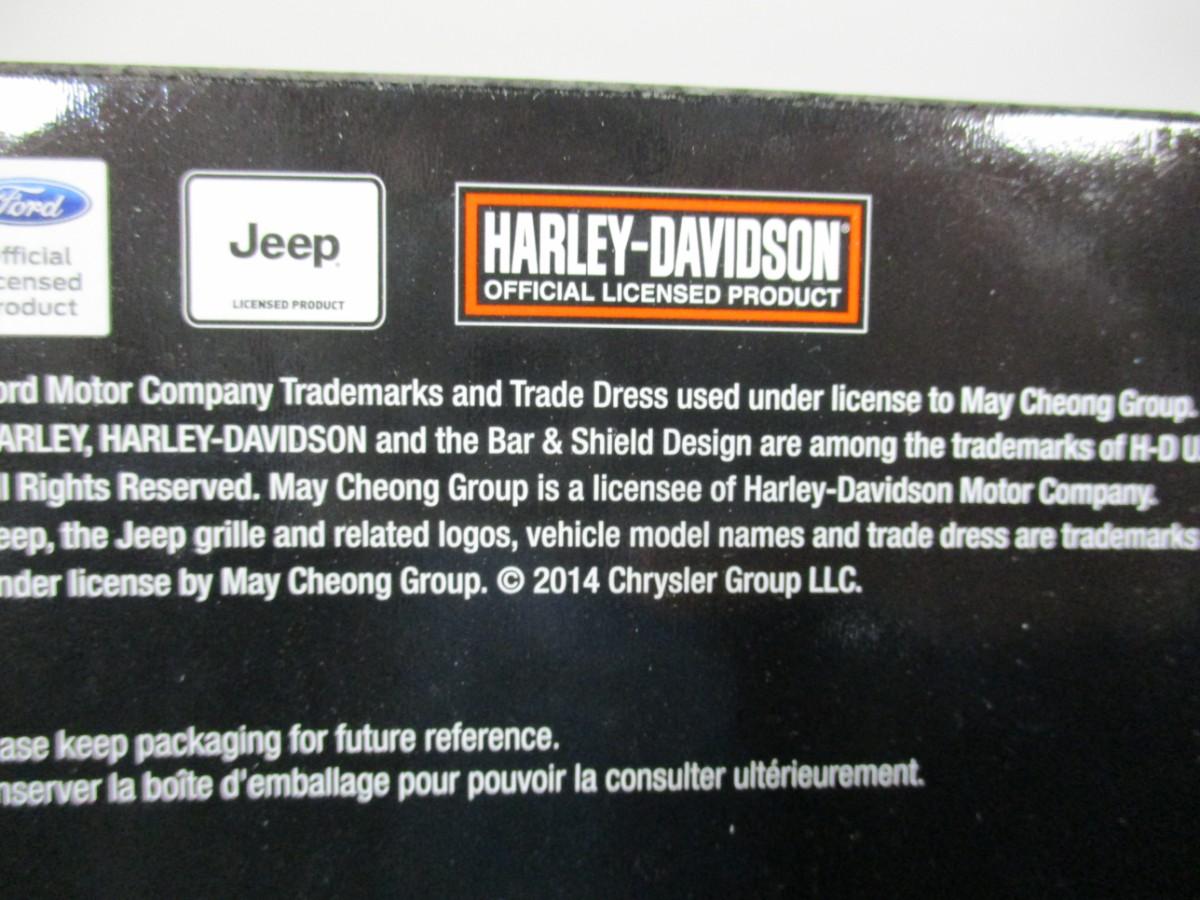 Ford
fficial
censed
roduct
Jeep
LICENSED PRODUCT
HARLEY-DAVIDSON®
OFFICIAL LICENSED PRODUCT
ord Motor Company Trademarks and Trade Dress used under license to May Cheong Group.
ARLEY, HARLEY-DAVIDSON and the Bar & Shield Design are among the trademarks of H-D U.
ll Rights Reserved. May Cheong Group is a licensee of Harley-Davidson Motor Company.
eep, the Jeep grille and related logos, vehicle model names and trade dress are trademarks
nder license by May Cheong Group. © 2014 Chrysler Group LLC.
ase keep packaging for future reference.
nserver la boîte d'emballage pour pouvoir la consulter ultérieurement.